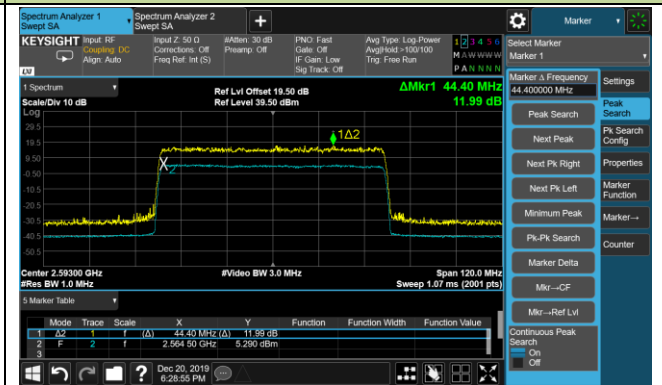 Spectrum Analyzer 1
Swept SA
Spectrum Analyzer 2
Swept SA
+
Marker
KEYSIGHT
Input: RF
Coupling: DC
Align: Auto
Input Z: 50 Ω
Corrections: Off
Freq Ref: Int (S)
#Atten: 30 dB
Preamp: Off
PNO: Fast
Gate: Off
IF Gain: Low
Sig Track: Off
Avg Type: Log-Power
Avg|Hold:>100/100
Trig: Free Run
1 2 3 4 5 6
M A W W W W
P A N N N N
Select Marker
Marker 1
1 Spectrum
Scale/Div 10 dB
Ref Lvl Offset 19.50 dB
Ref Level 39.50 dBm
ΔMkr1 44.40 MHz
11.99 dB
Log
29.5
19.5
9.50
-0.50
-10.5
-20.5
-30.5
-40.5
-50.5
1Δ2
2
Center 2.59300 GHz
#Res BW 1.0 MHz
#Video BW 3.0 MHz
Span 120.0 MHz
Sweep 1.07 ms (2001 pts)
5 Marker Table
Mode Trace Scale X Y Function Function Width Function Value
1 Δ2 1 f (Δ) 44.40 MHz (Δ) 11.99 dB
2 F 2 f 2.564 50 GHz 5.290 dBm
3
Marker Δ Frequency
44.400000 MHz
Peak Search
Next Peak
Next Pk Right
Next Pk Left
Minimum Peak
Pk-Pk Search
Marker Delta
Mkr→CF
Mkr→Ref Lvl
Continuous Peak
Search
On
Off
Settings
Peak
Search
Pk Search
Config
Properties
Marker
Function
Marker→
Counter
?
Dec 20, 2019
6:28:55 PM